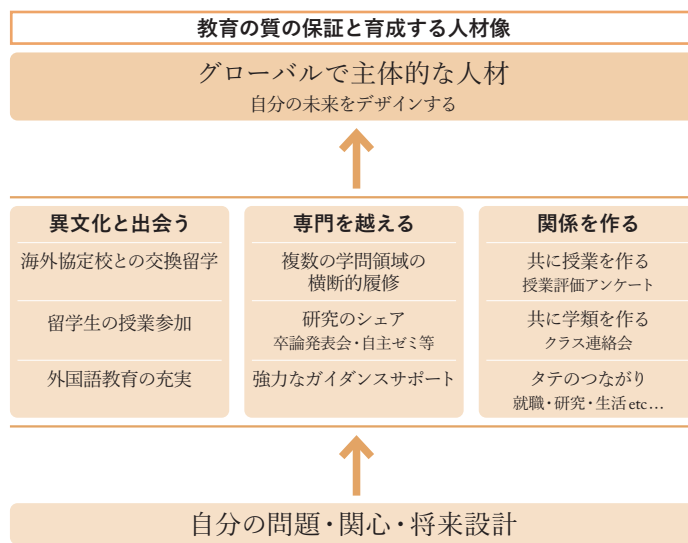 教育の質の保証と育成する人材像
グローバルで主体的な人材
自分の未来をデザインする
異文化と出会う
海外協定校との交換留学
留学生の授業参加
外国語教育の充実
専門を越える
複数の学問領域の
横断的履修
研究のシェア
卒論発表会・自主ゼミ等
強力なガイダンスサポート
関係を作る
共に授業を作る
授業評価アンケート
共に学類を作る
クラス連絡会
タテのつながり
就職・研究・生活 etc…
自分の問題・関心・将来設計